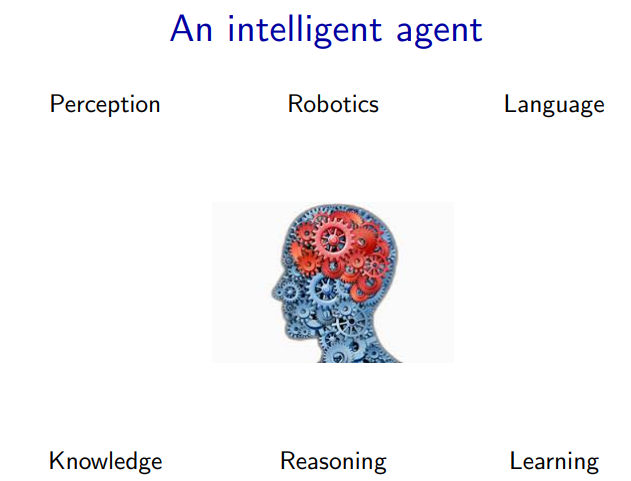 An intelligent agent
Perception Robotics Language
Knowledge Reasoning Learning